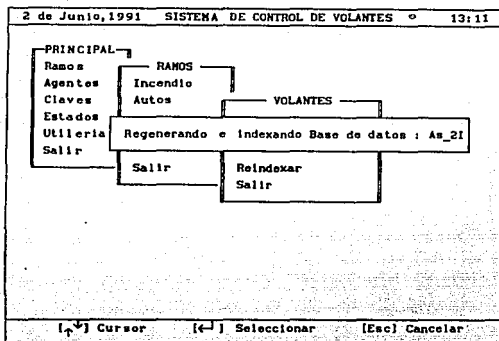 2 de Junio,1991 SISTEMA DE CONTROL DE VOLANTES º 13:11
PRINCIPAL
Ramos RAMOS
Agentes Incendio
Claves Autos VOLANTES
Estados
Utileria Regenerando e indexando Base de datos : As_2I
Salir
Salir Reindexar
Salir
[↑↓] Cursor [←┘] Seleccionar [Esc] Cancelar